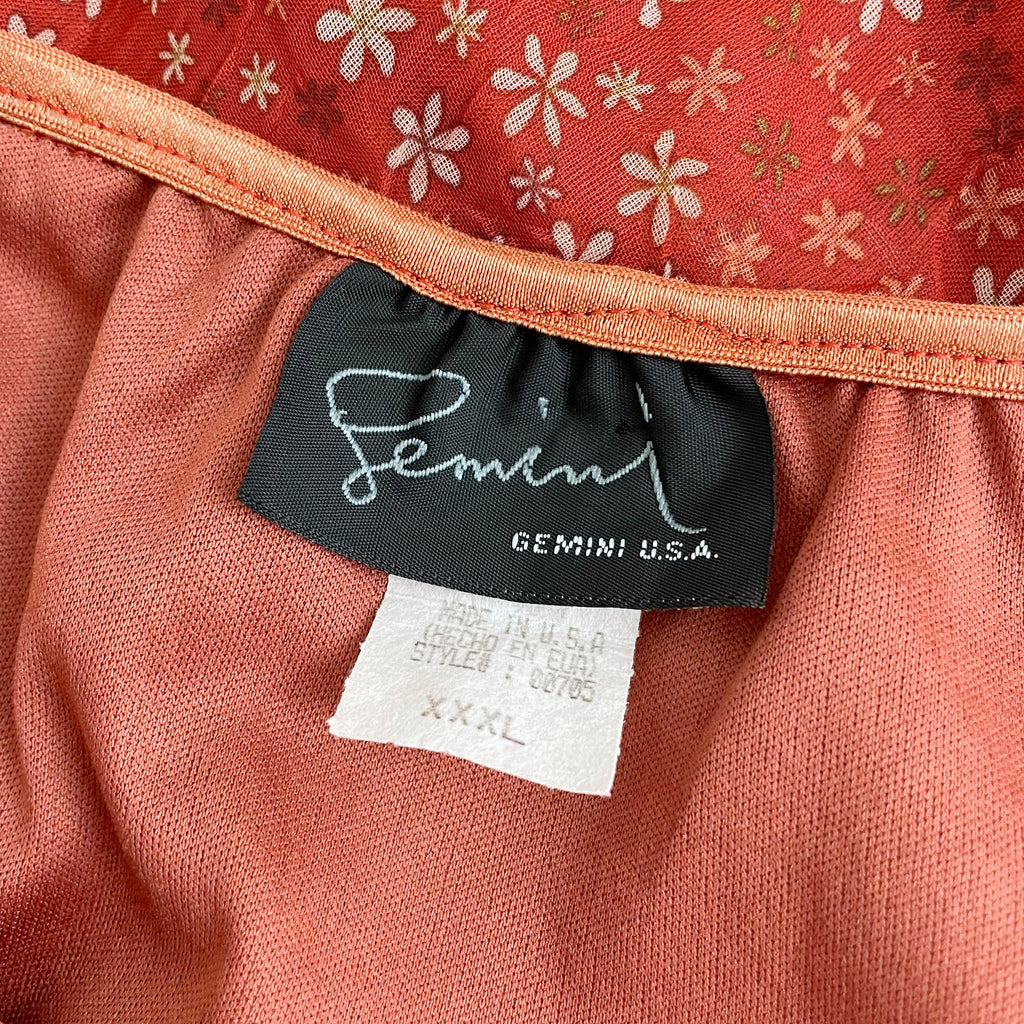 Gemini
GEMINI U.S.A.
MADE IN U.S.A
(HECHO EN EUA)
STYLE# : 00705
XXXL